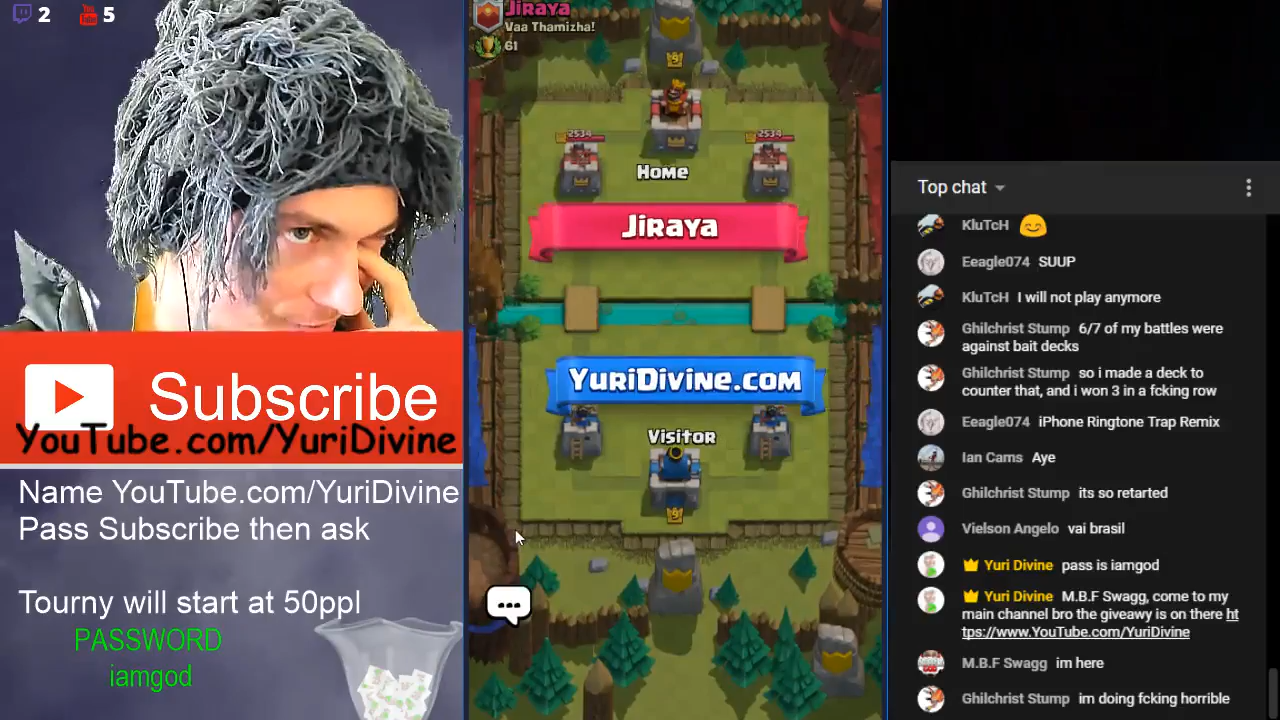 2
5
You Tube
Subscribe
YouTube.com/YuriDivine
Name YouTube.com/YuriDivine
Pass Subscribe then ask
Tourny will start at 50ppl
PASSWORD
iamgod
Jiraya
Vaa Thamizha!
61
9
2534
2534
Home
Jiraya
YuriDivine.com
Visitor
9
Top chat
KluTcH
Eeagle074 SUUP
KluTcH I will not play anymore
Ghilchrist Stump 6/7 of my battles were
against bait decks
Ghilchrist Stump so i made a deck to
counter that, and i won 3 in a fcking row
Eeagle074 iPhone Ringtone Trap Remix
Ian Cams Aye
Ghilchrist Stump its so retarted
Vielson Angelo vai brasil
Yuri Divine pass is iamgod
Yuri Divine M.B.F Swagg, come to my
main channel bro the giveawy is on there ht
tps://www.YouTube.com/YuriDivine
M.B.F Swagg im here
Ghilchrist Stump im doing fcking horrible